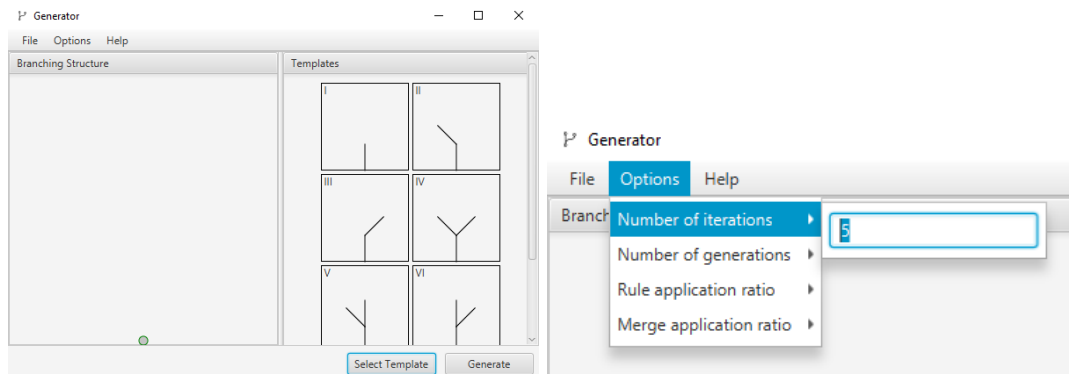 Generator
File Options Help
Branching Structure
Templates
I
II
III
IV
V
VI
Select Template
Generate
Generator
File Options Help
Branch
Number of iterations
5
Number of generations
Rule application ratio
Merge application ratio